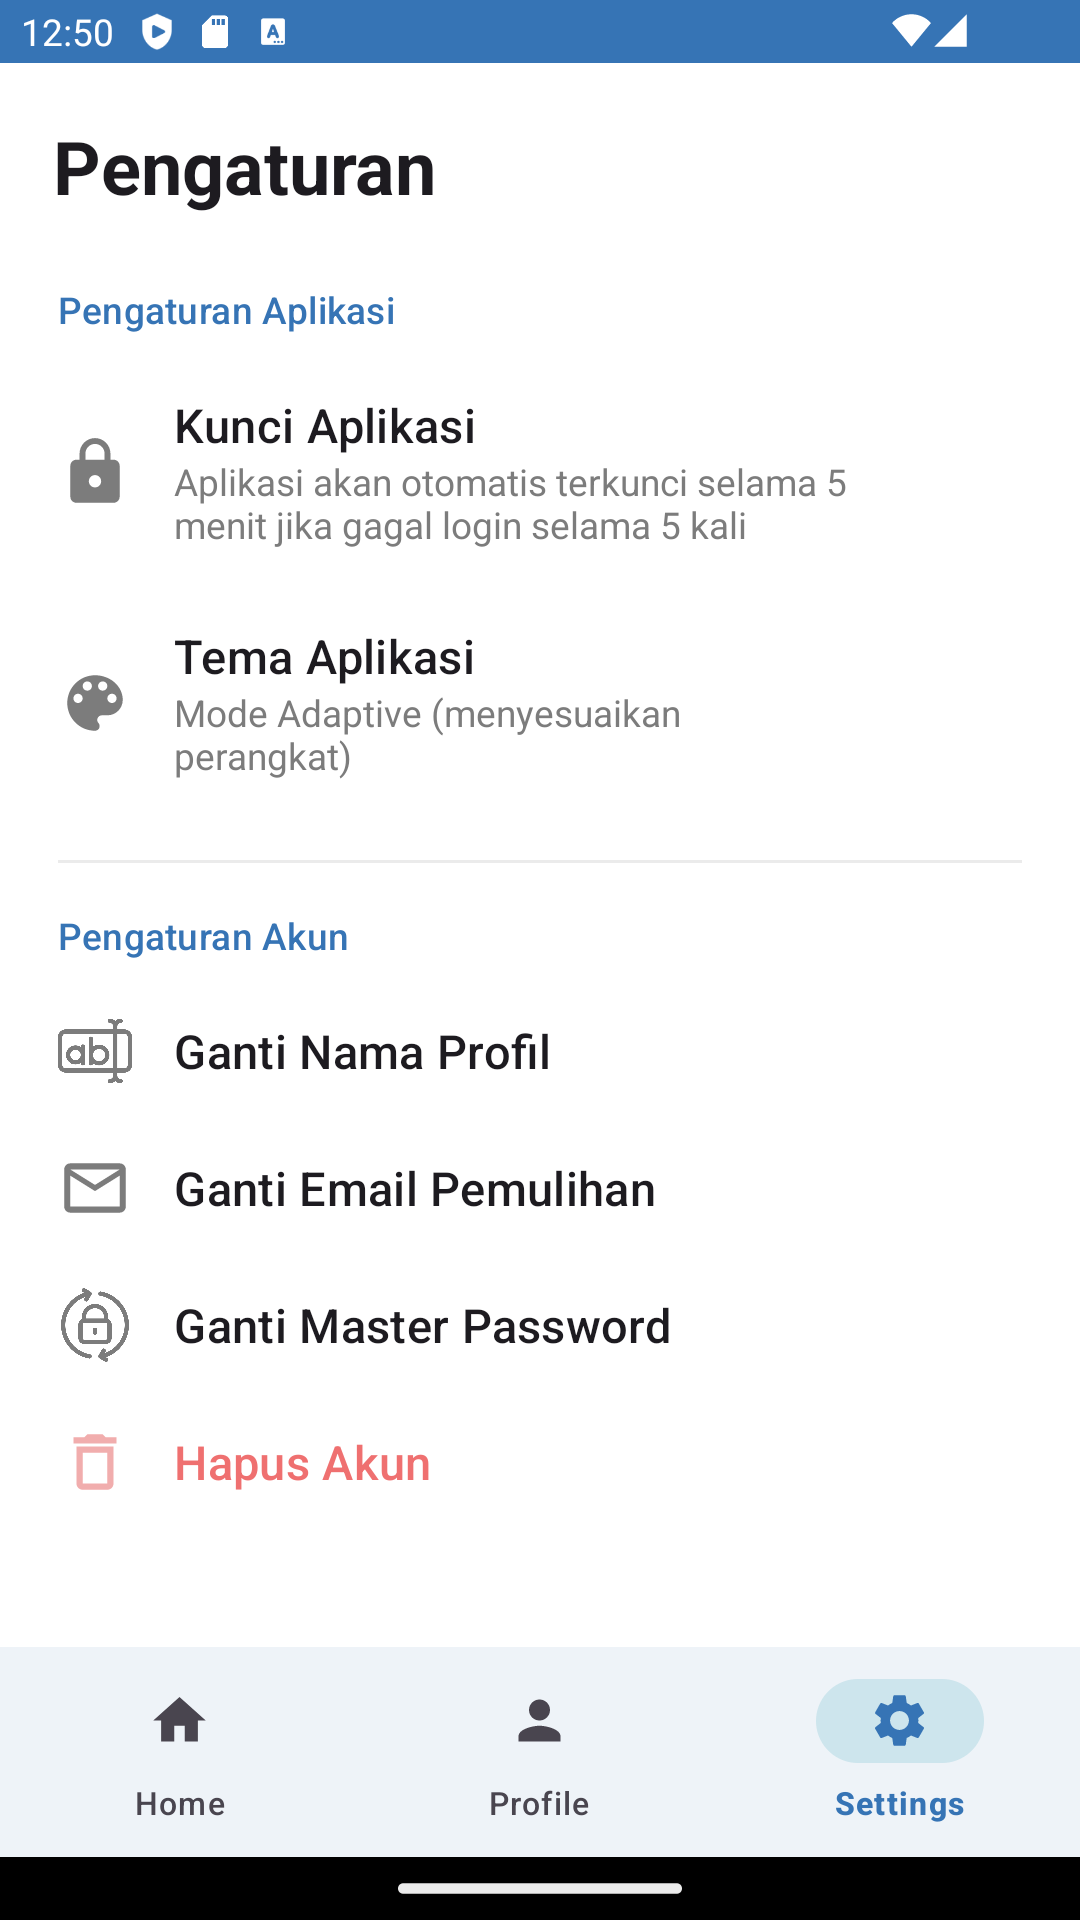 12:50
Pengaturan
Pengaturan Aplikasi
Kunci Aplikasi
Aplikasi akan otomatis terkunci selama 5
menit jika gagal login selama 5 kali
Tema Aplikasi
Mode Adaptive (menyesuaikan
perangkat)
Pengaturan Akun
Ganti Nama Profil
Ganti Email Pemulihan
Ganti Master Password
Hapus Akun
Home
Profile
Settings